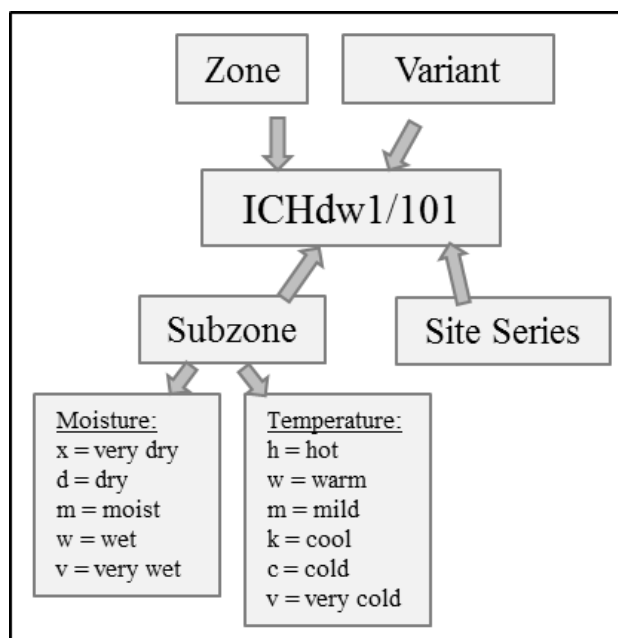 Zone
Variant
ICHdw1/101
Subzone
Site Series
Moisture:
x = very dry
d = dry
m = moist
w = wet
v = very wet
Temperature:
h = hot
w = warm
m = mild
k = cool
c = cold
v = very cold